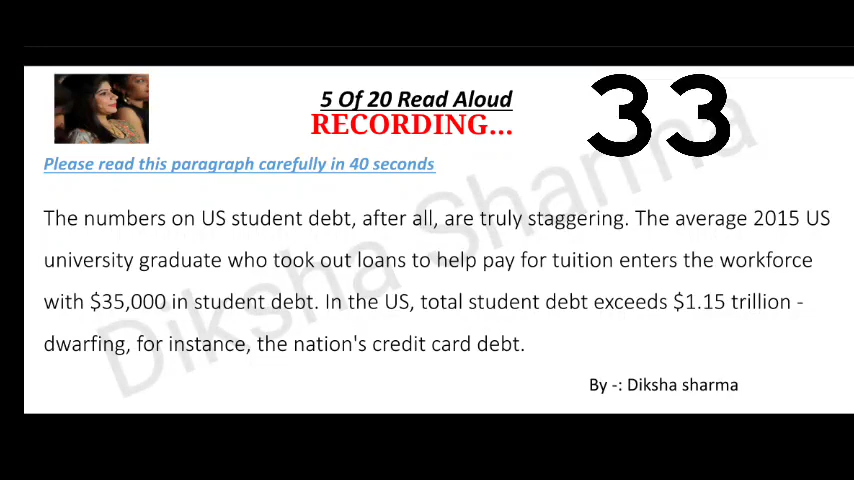 5 Of 20 Read Aloud
RECORDING...
33
Please read this paragraph carefully in 40 seconds
The numbers on US student debt, after all, are truly staggering. The average 2015 US
university graduate who took out loans to help pay for tuition enters the workforce
with $35,000 in student debt. In the US, total student debt exceeds $1.15 trillion -
dwarfing, for instance, the nation's credit card debt.
By -: Diksha sharma
Diksha Sharma